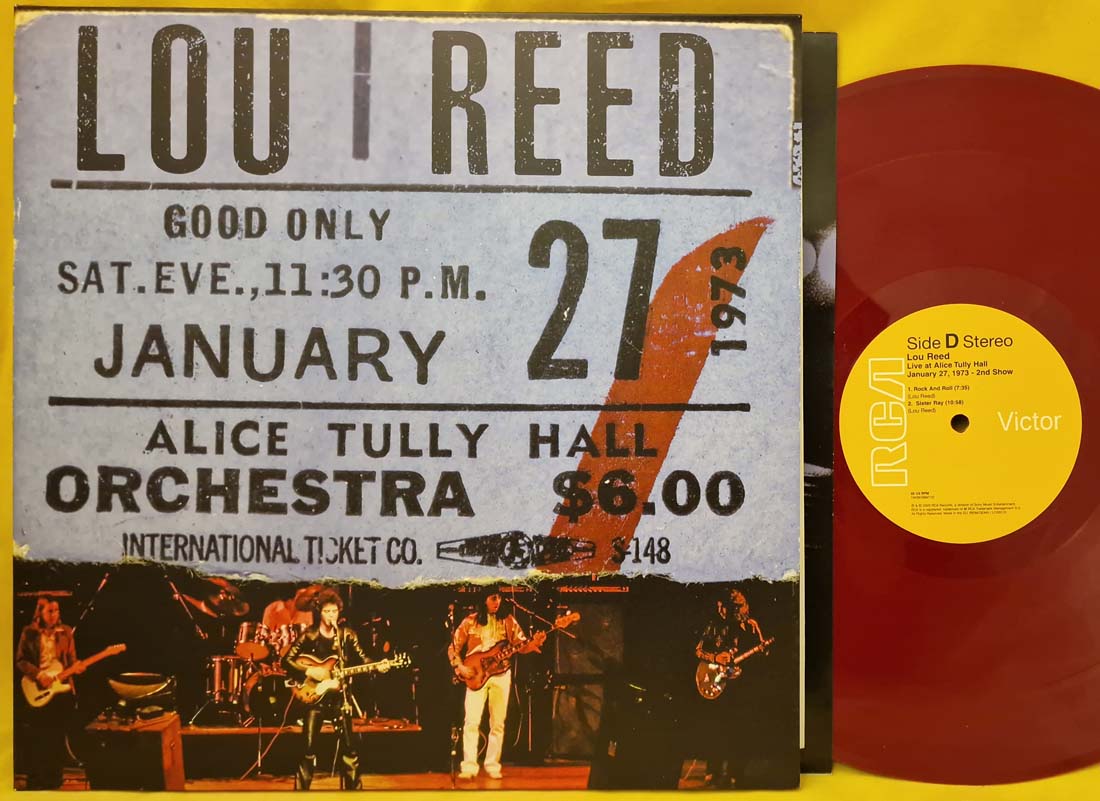 LOU REED
GOOD ONLY
SAT.EVE.,11:30 P.M.
JANUARY
27
1973
ALICE TULLY HALL
ORCHESTRA $6.00
INTERNATIONAL TICKET CO.
S-148
Side D Stereo
Lou Reed
Live at Alice Tully Hall
January 27, 1973 - 2nd Show
1. Rock And Roll (7:35)
(Lou Reed)
2. Sister Ray (10:58)
(Lou Reed)
RCA
Victor